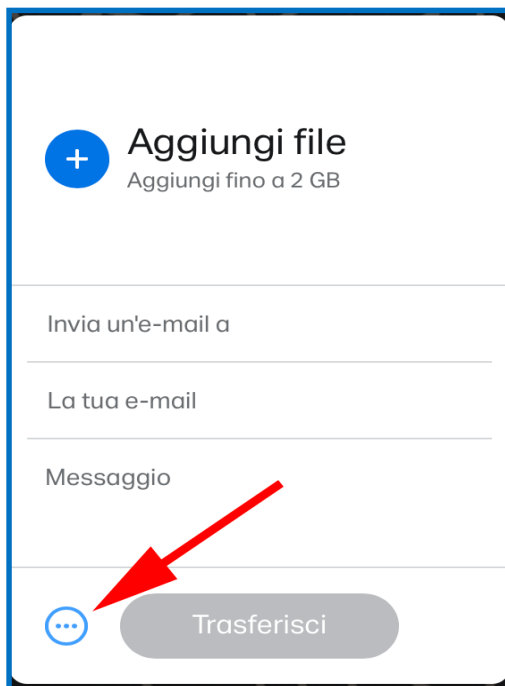 Aggiungi file
Aggiungi fino a 2 GB
Invia un'e-mail a
La tua e-mail
Messaggio
Trasferisci